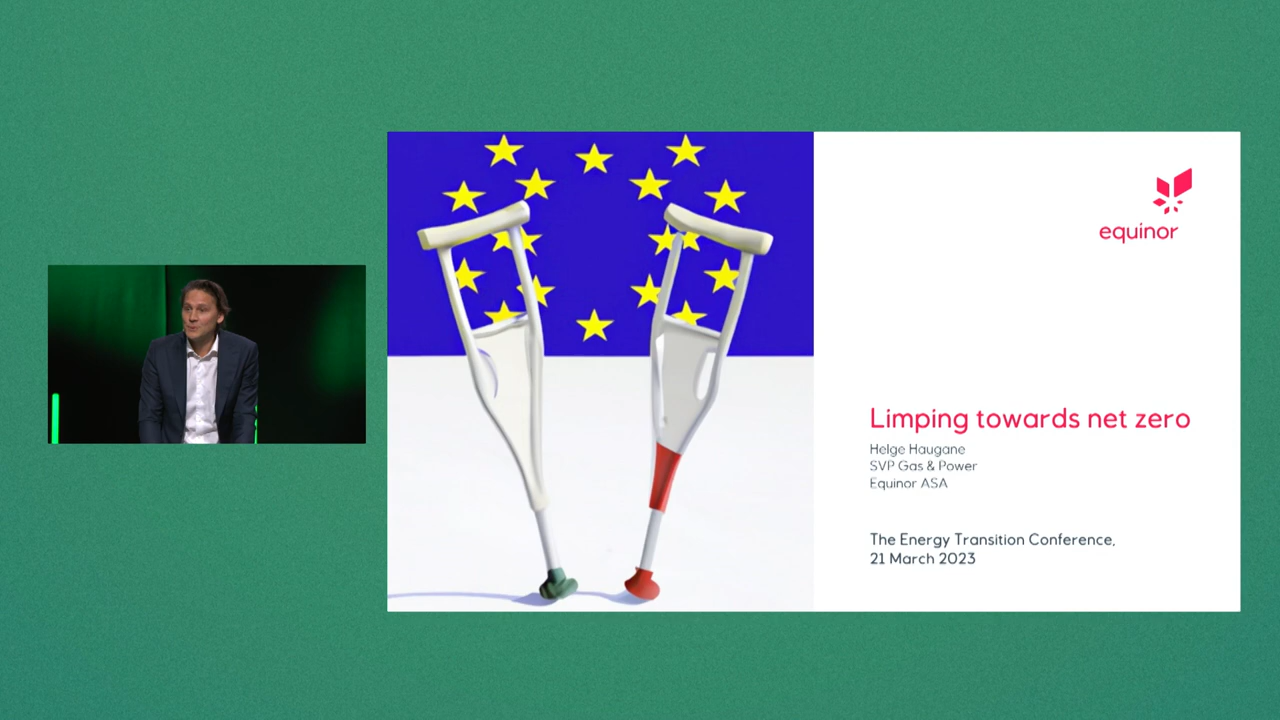 equinor
Limping towards net zero
Helge Haugane
SVP Gas & Power
Equinor ASA
The Energy Transition Conference,
21 March 2023